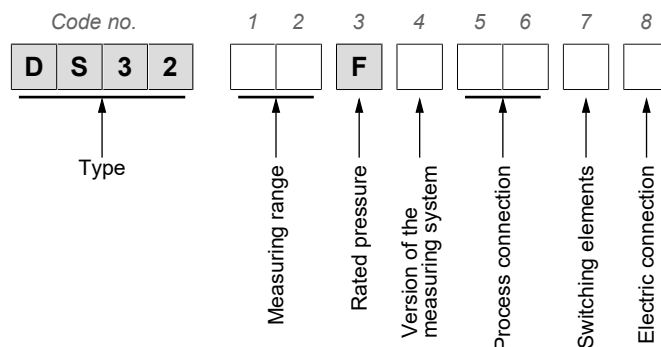 Code no. 1 2 3 4 5 6 7 8
D S 3 2 F
Type
Measuring range
Rated pressure
Version of the
measuring system
Process connection
Switching elements
Electric connection